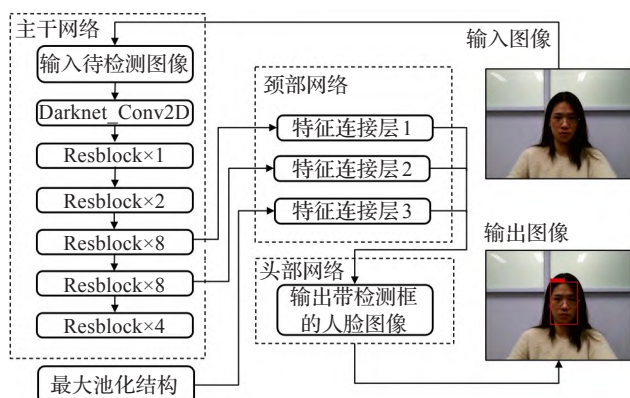 主干网络
输入待检测图像
Darknet_Conv2D
Resblock×1
Resblock×2
Resblock×8
Resblock×8
Resblock×4
最大池化结构
颈部网络
特征连接层1
特征连接层2
特征连接层3
头部网络
输出带检测框
的人脸图像
输入图像
输出图像